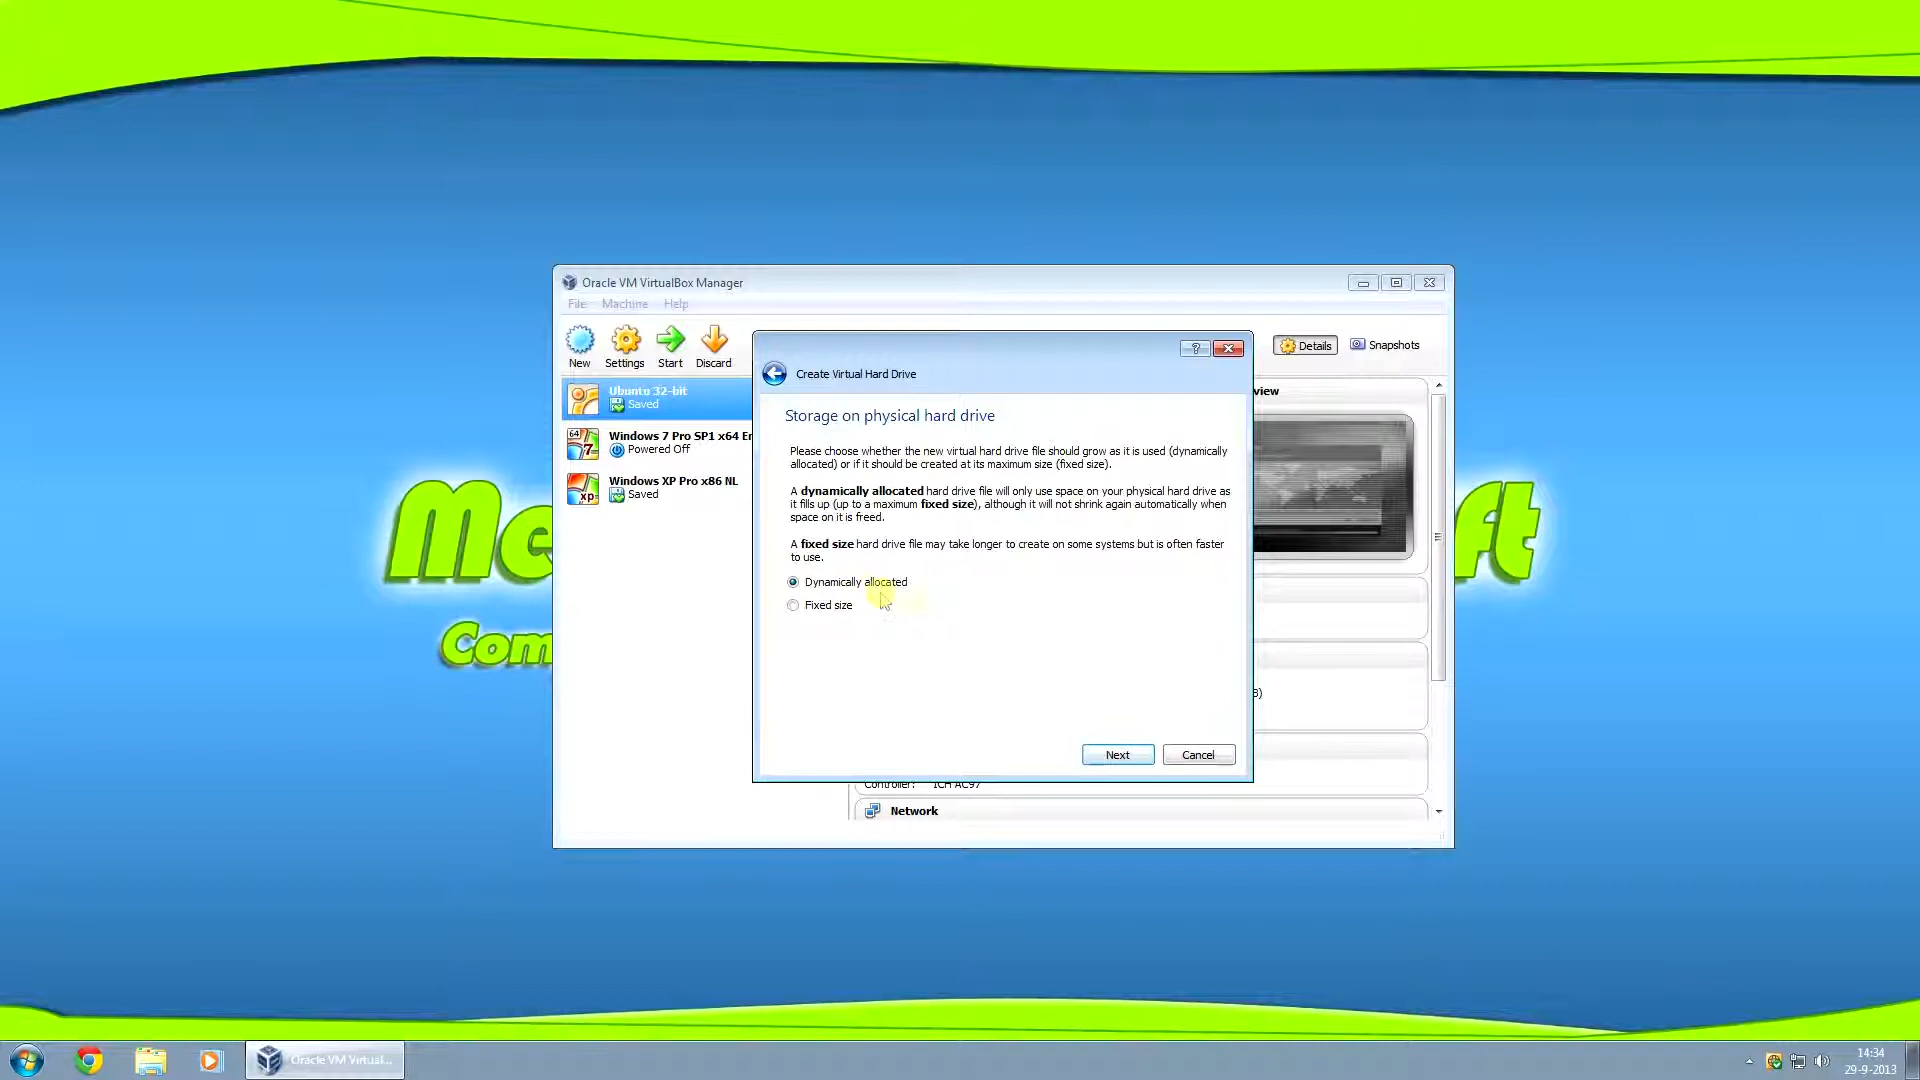 Oracle VM VirtualBox Manager
File Machine Help
New Settings Start Discard
Details Snapshots
Ubuntu 32-bit
Saved
64
7
Windows 7 Pro SP1 x64 En
Powered Off
xp
Windows XP Pro x86 NL
Saved
?
Create Virtual Hard Drive
Storage on physical hard drive
Please choose whether the new virtual hard drive file should grow as it is used (dynamically
allocated) or if it should be created at its maximum size (fixed size).
A dynamically allocated hard drive file will only use space on your physical hard drive as
it fills up (up to a maximum fixed size), although it will not shrink again automatically when
space on it is freed.
A fixed size hard drive file may take longer to create on some systems but is often faster
to use.
Dynamically allocated
Fixed size
Next Cancel
view
B)
Controller: ICH AC97
Network
Oracle VM Virtual...
14:34
29-9-2013